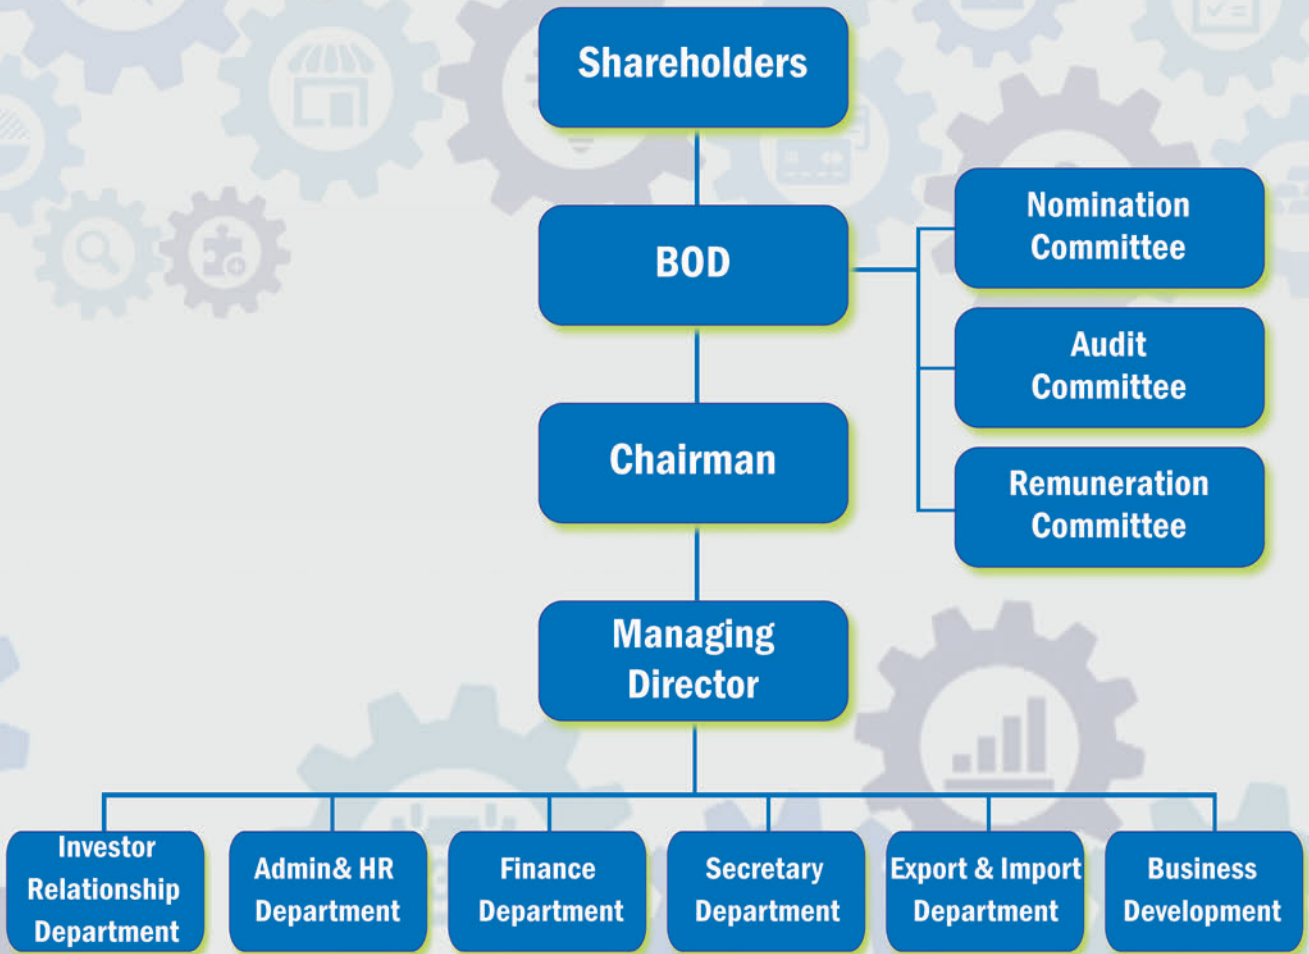 Shareholders
BOD
Nomination
Committee
Audit
Committee
Chairman
Remuneration
Committee
Managing
Director
Investor
Relationship
Department
Admin& HR
Department
Finance
Department
Secretary
Department
Export & Import
Department
Business
Development